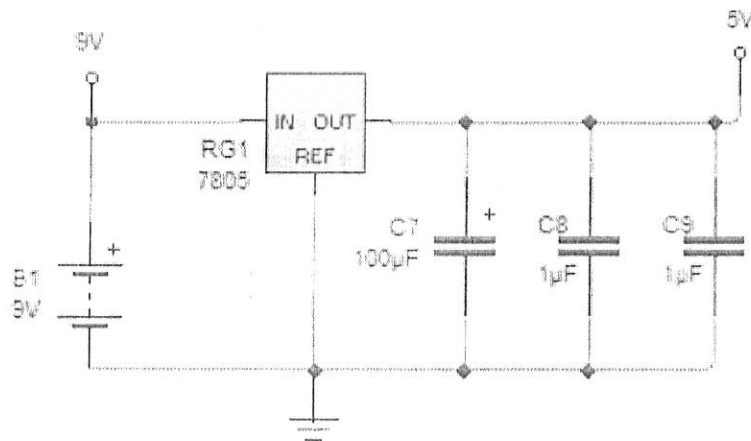 9V
5V
IN OUT
REF
RG1
7805
+
B1
9V
C7
100µF
+
C8
1µF
C9
1µF